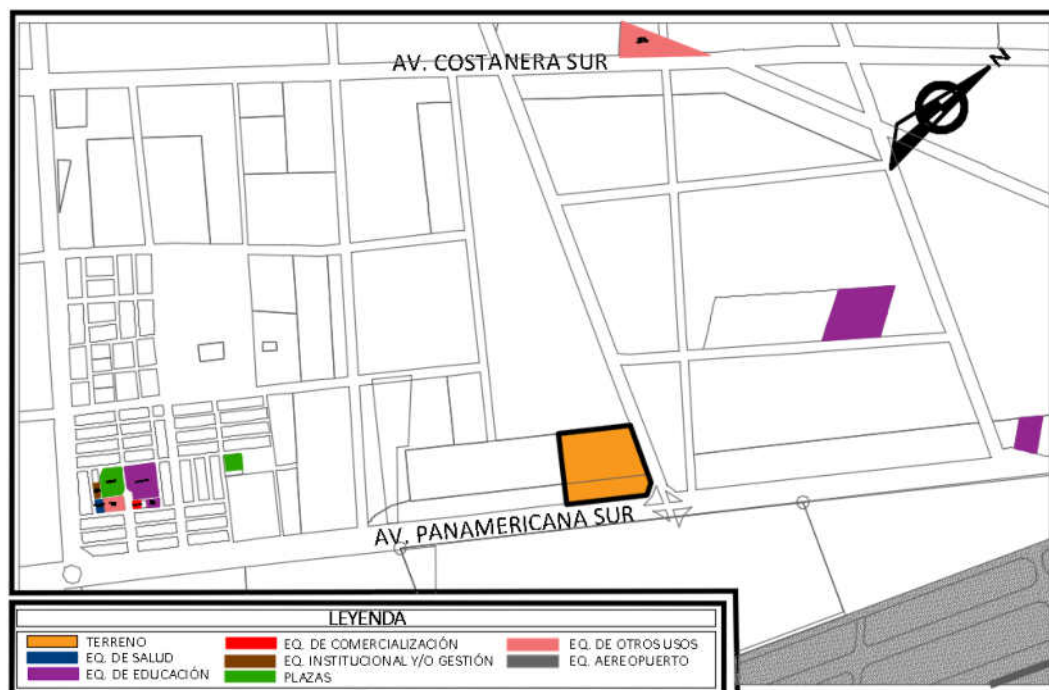 AV. COSTANERA SUR
N
AV. PANAMERICANA SUR
LEYENDA
TERRENO
EQ. DE SALUD
EQ. DE EDUCACIÓN
EQ. DE COMERCIALIZACIÓN
EQ. INSTITUCIONAL Y/O GESTIÓN
PLAZAS
EQ. DE OTROS USOS
EQ. AEREOPUERTO